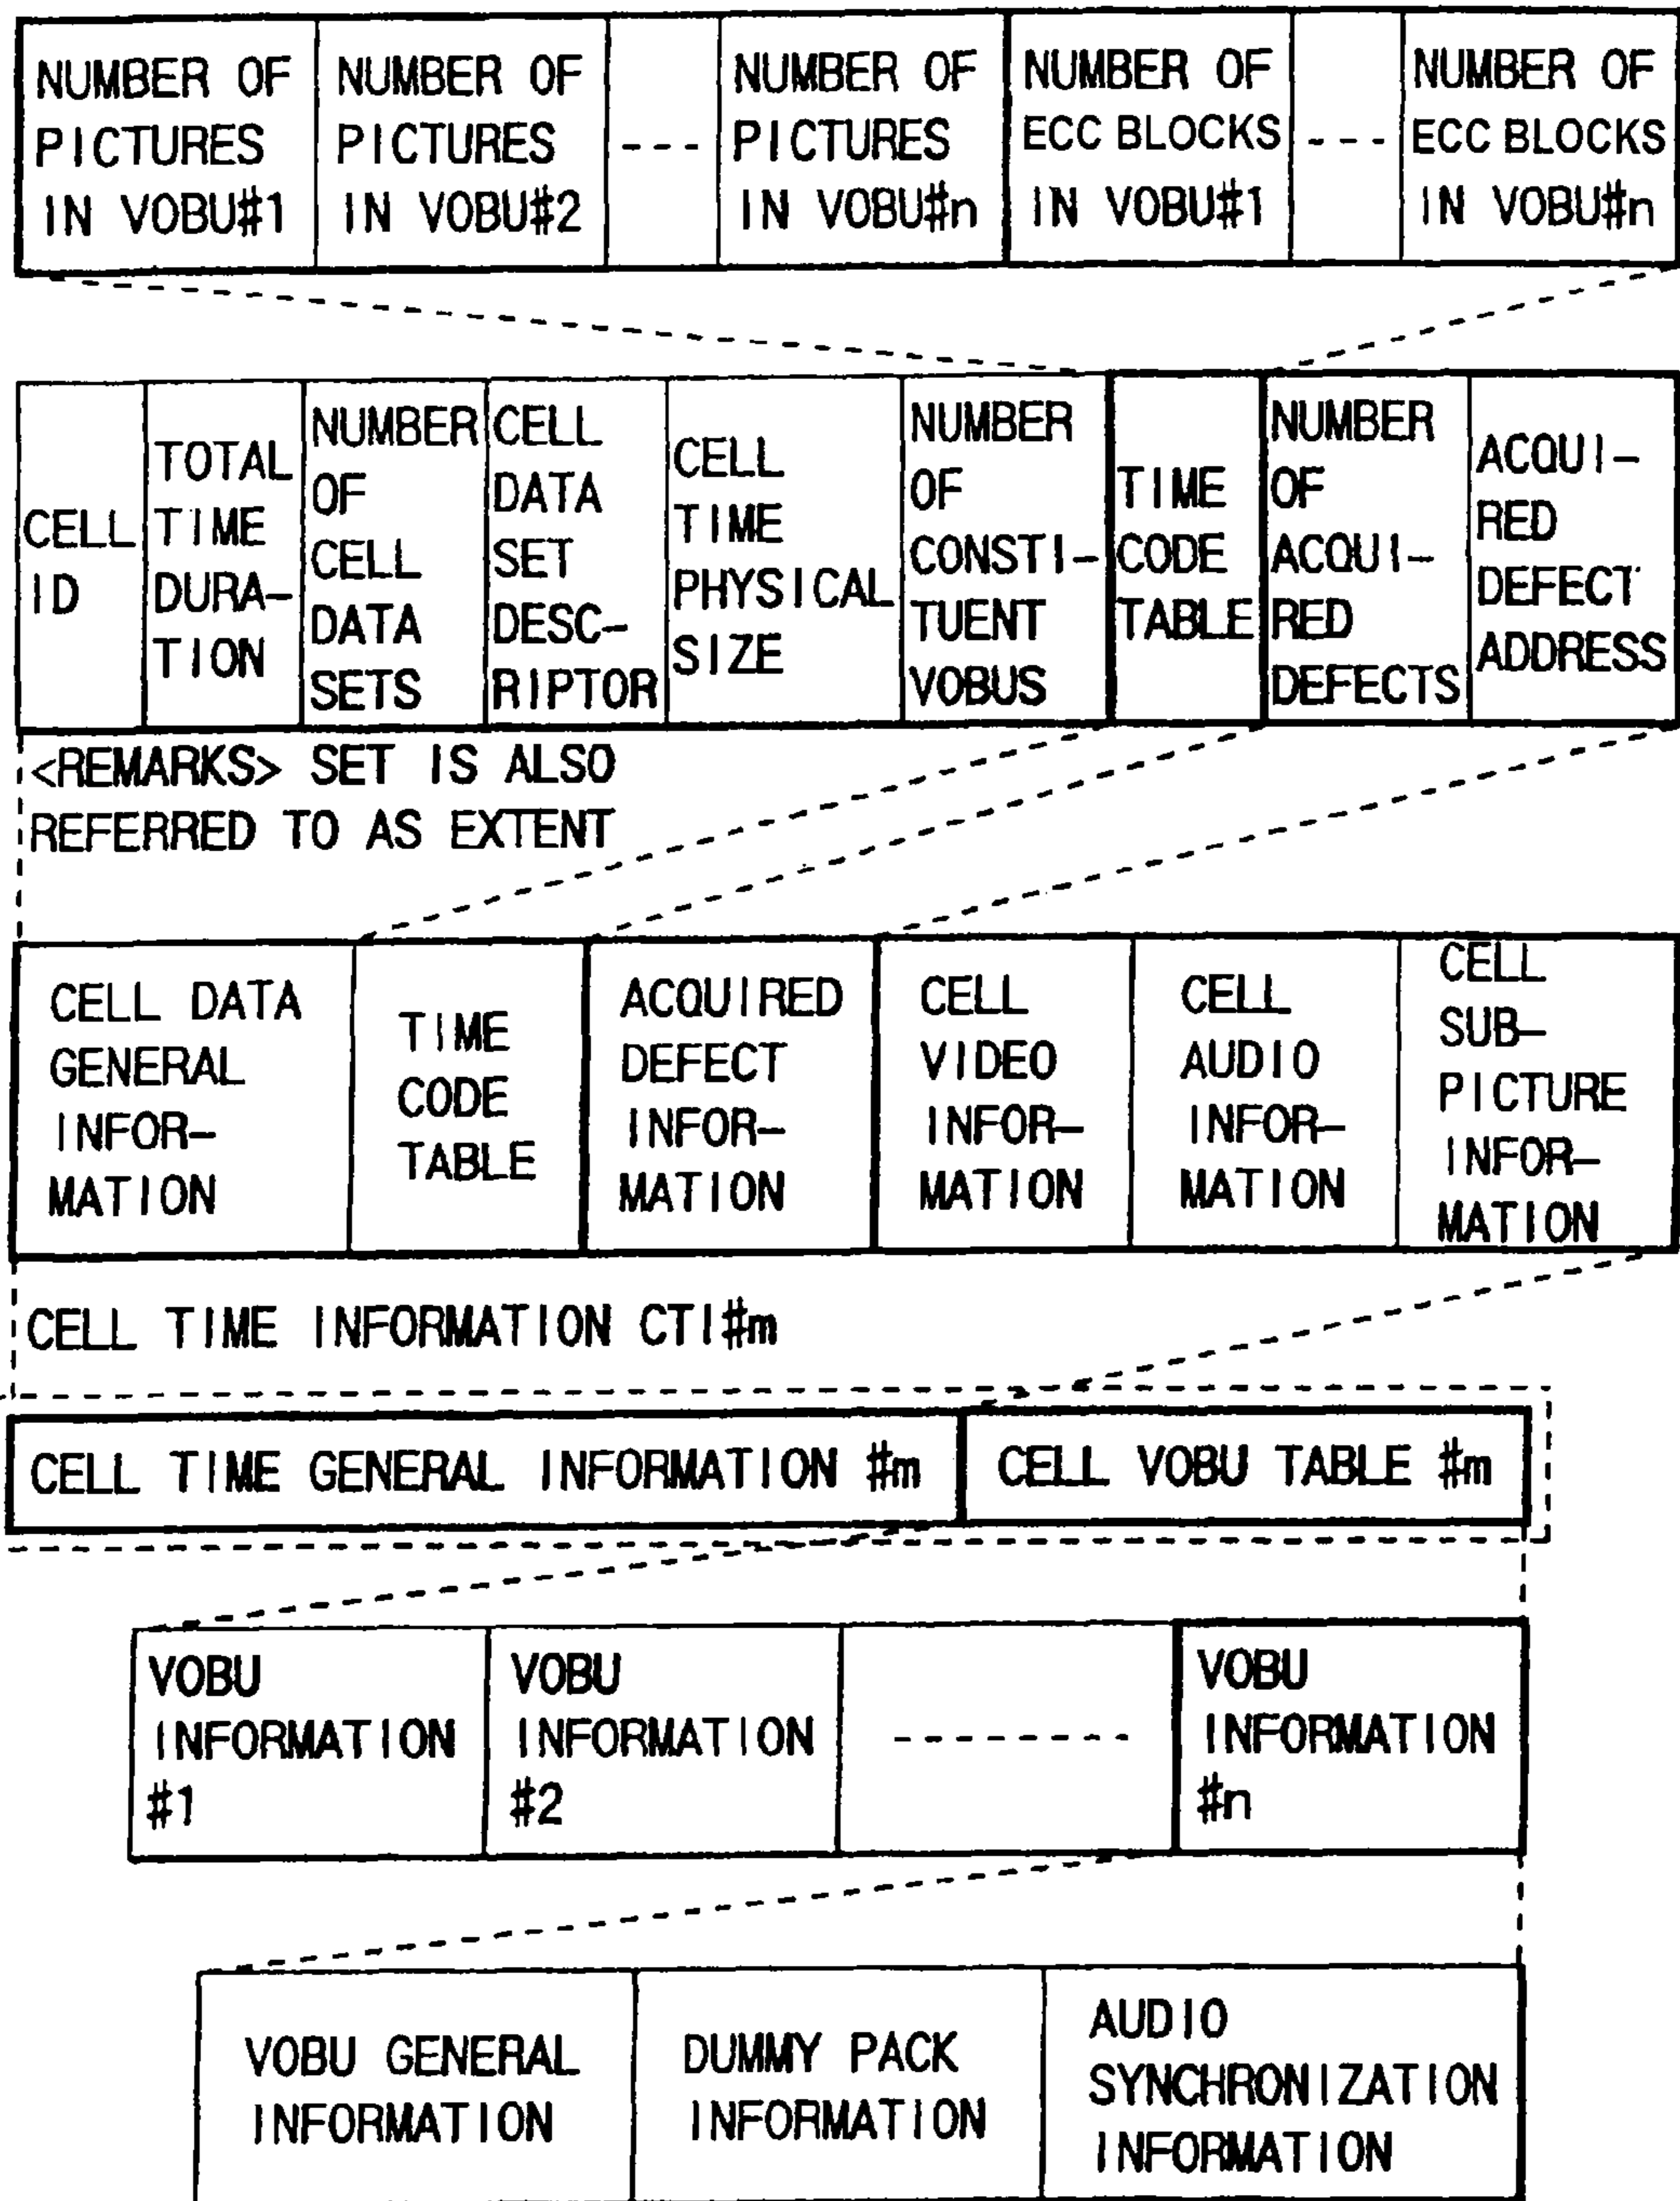 NUMBER OF
PICTURES
IN VOBU#1
NUMBER OF
PICTURES
IN VOBU#2
---
NUMBER OF
PICTURES
IN VOBU#n
NUMBER OF
ECC BLOCKS
IN VOBU#1
---
NUMBER OF
ECC BLOCKS
IN VOBU#n
CELL
ID
TOTAL
TIME
DURA-
TION
NUMBER
OF
CELL
DATA
SETS
CELL
DATA
SET
DESC-
RIPTOR
CELL
TIME
PHYSICAL
SIZE
NUMBER
OF
CONSTI-
TUENT
VOBUS
TIME
CODE
TABLE
NUMBER
OF
ACQUI-
RED
DEFECTS
ACQUI-
RED
DEFECT
ADDRESS
<REMARKS> SET IS ALSO
REFERRED TO AS EXTENT
CELL DATA
GENERAL
INFOR-
MATION
TIME
CODE
TABLE
ACQUIRED
DEFECT
INFOR-
MATION
CELL
VIDEO
INFOR-
MATION
CELL
AUDIO
INFOR-
MATION
CELL
SUB-
PICTURE
INFOR-
MATION
CELL TIME INFORMATION CTI#m
CELL TIME GENERAL INFORMATION #m
CELL VOBU TABLE #m
VOBU
INFORMATION
#1
VOBU
INFORMATION
#2
--------
VOBU
INFORMATION
#n
VOBU GENERAL
INFORMATION
DUMMY PACK
INFORMATION
AUDIO
SYNCHRONIZATION
INFORMATION